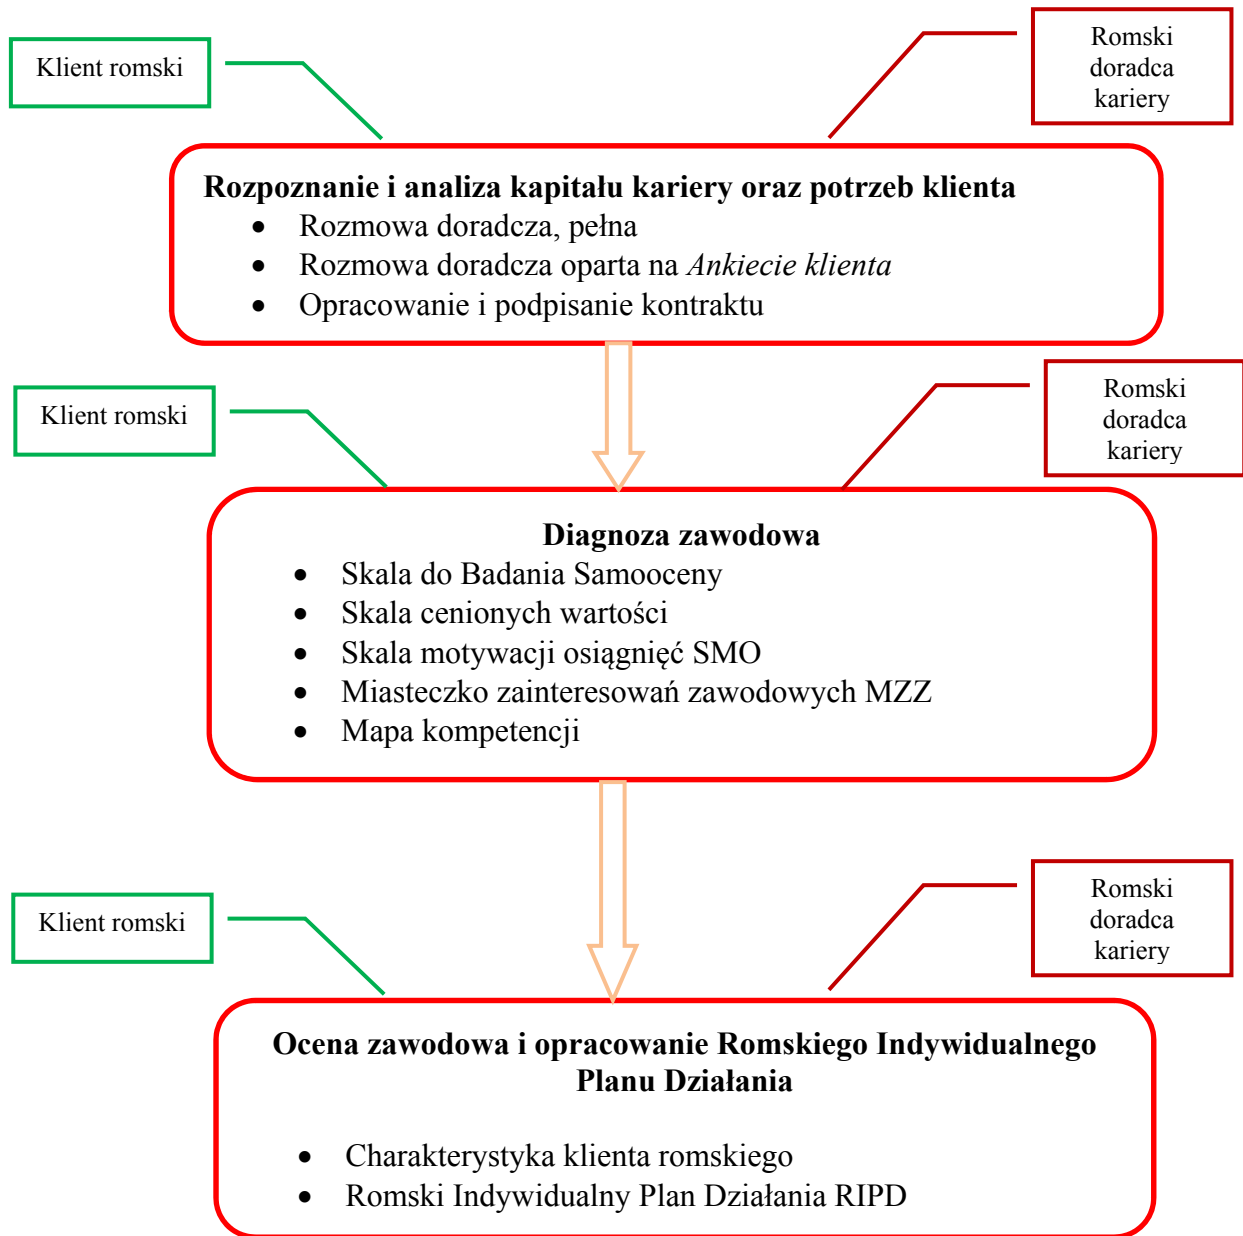 Klient romski
Romski
doradca
kariery
Rozpoznanie i analiza kapitału kariery oraz potrzeb klienta
• Rozmowa doradcza, pełna
• Rozmowa doradcza oparta na Ankiecie klienta
• Opracowanie i podpisanie kontraktu
Klient romski
Romski
doradca
kariery
Diagnoza zawodowa
• Skala do Badania Samooceny
• Skala cenionych wartości
• Skala motywacji osiągnięć SMO
• Miasteczko zainteresowań zawodowych MZZ
• Mapa kompetencji
Klient romski
Romski
doradca
kariery
Ocena zawodowa i opracowanie Romskiego Indywidualnego
Planu Działania
• Charakterystyka klienta romskiego
• Romski Indywidualny Plan Działania RIPD